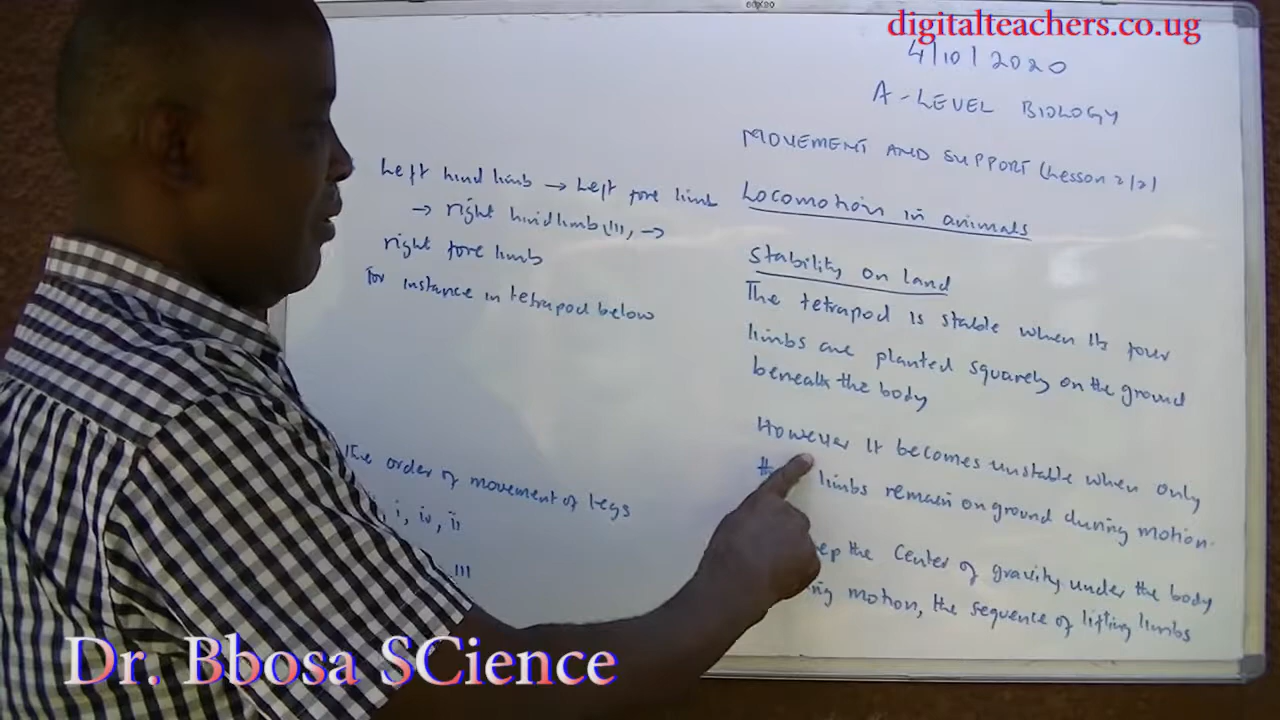 digitalteachers.co.ug
4/10/2020
A-LEVEL BIOLOGY
MOVEMENT AND SUPPORT (Lesson 2/2)
Locomotion in animals
Stability on land
The tetrapod is stable when its four
limbs are planted squarely on the ground
beneath the body
However it becomes unstable when only
limbs remain on ground during motion.
the center of gravity under the body
motion, the sequence of lifting limbs
Left hind limb → Left fore limb
→ right hind limb (III) →
right fore limb
For instance in tetrapod below
The order of movement of legs
i, iv, ii
III
Dr. Bbosa SCience